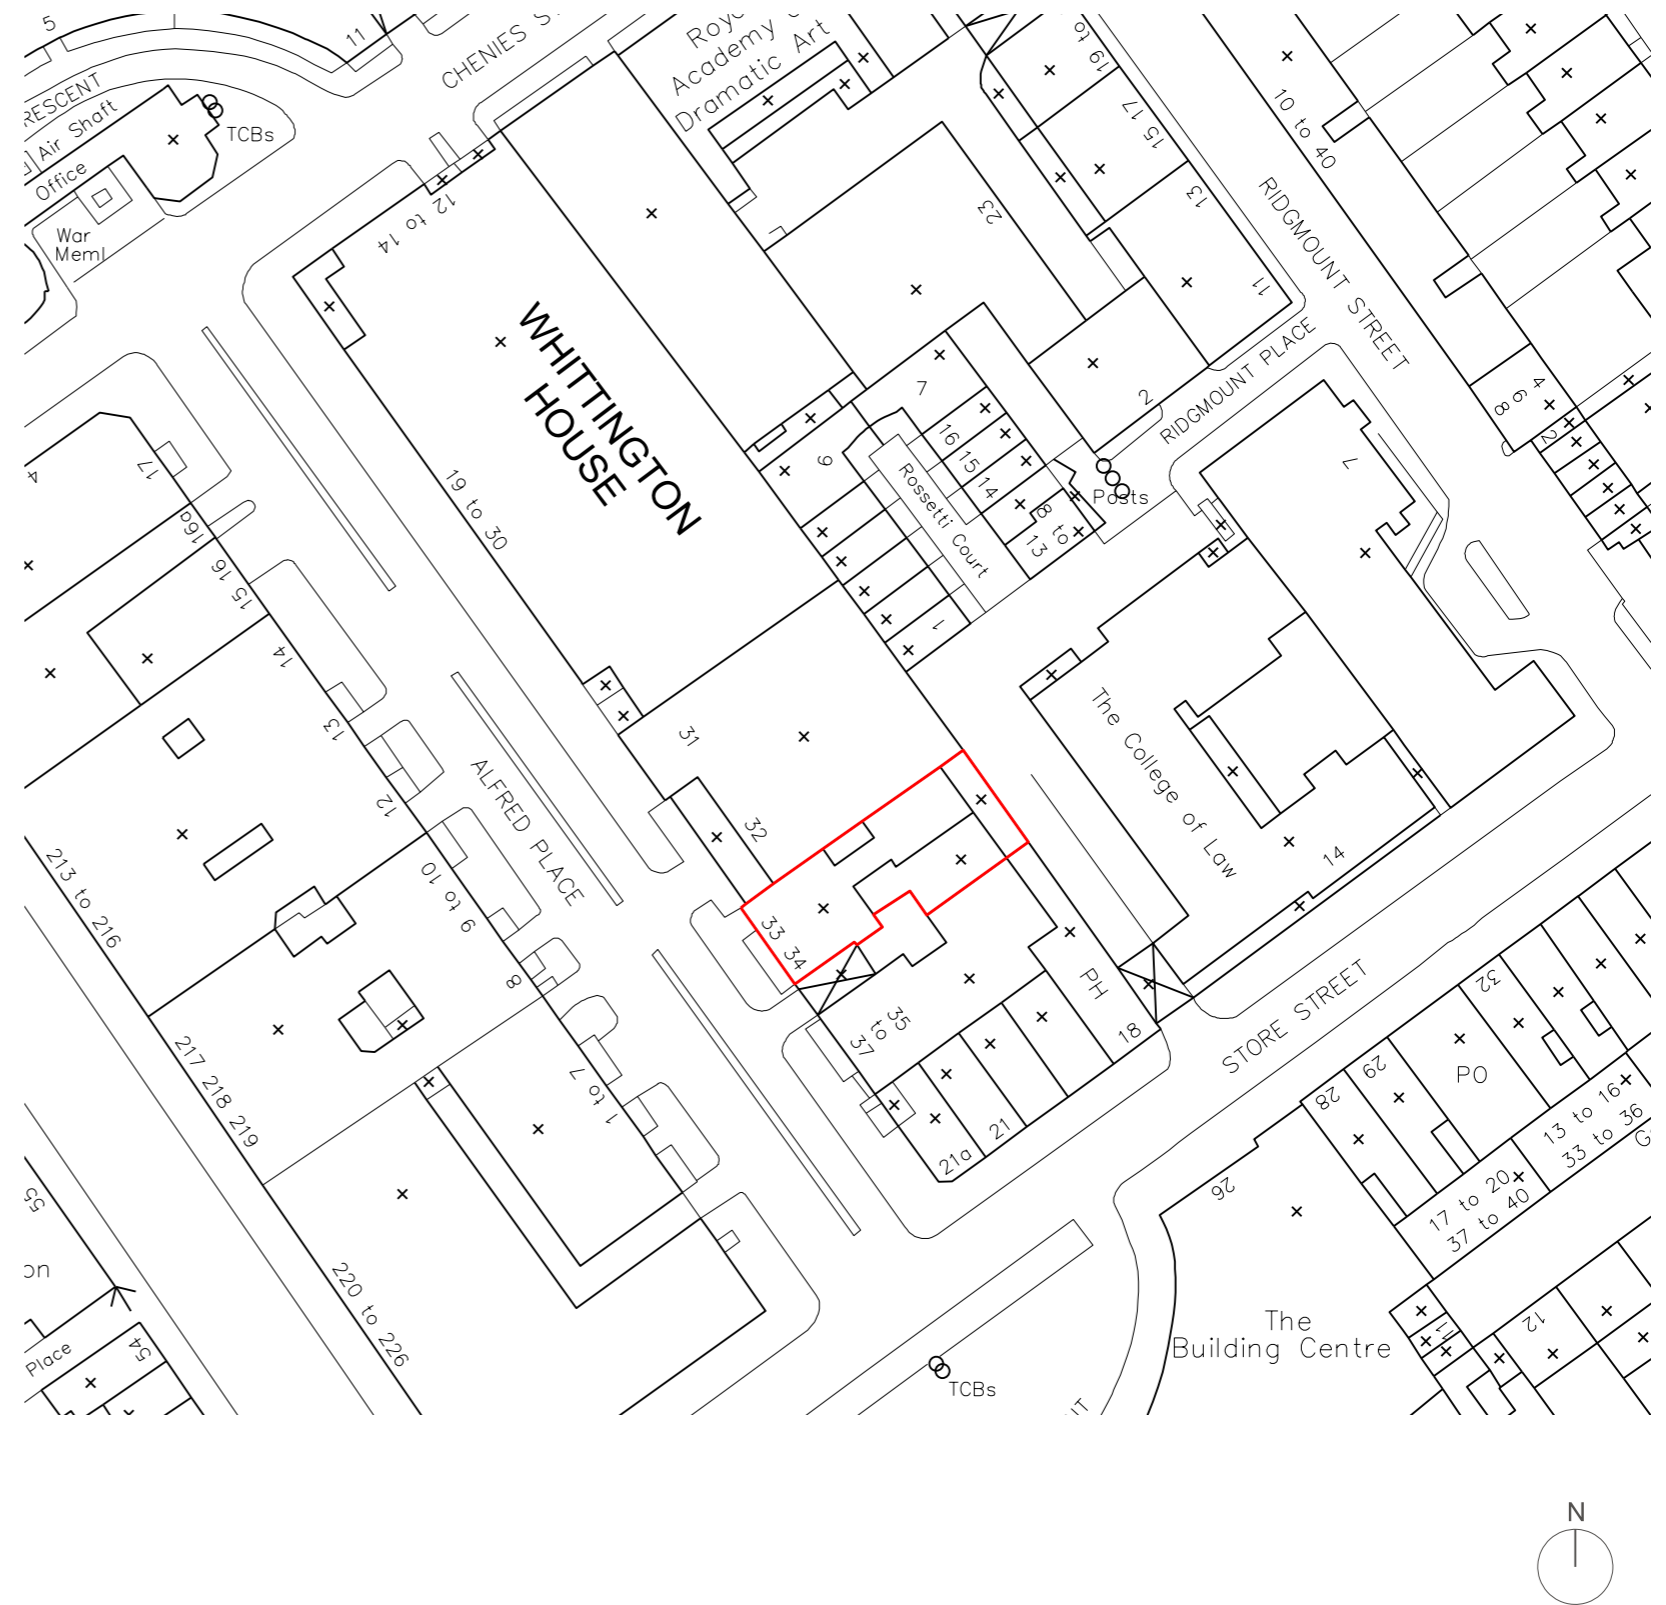 5
11
CHENIES
Academy
Dramatic Art
19 to
15 17
13
11
10 to 40
RIDGMOUNT STREET
RESCENT
Air Shaft
Office
TCBs
War
Meml
12 to 14
23
WHITTINGTON
HOUSE
19 to 30
7
9
16
15
14
8 to
13
Rossetti Court
1
2
RIDGMOUNT PLACE
Posts
4
6
8
2
7
4
17
16a
16
15
14
13
12
10 to 9
8
1 to 7
ALFRED PLACE
31
32
33 34
35
to
37
The College of Law
14
PH
18
21
21a
STORE STREET
32
29
28
26
PO
13 to 16
33 to 36
17 to 20
37 to 40
213 to 216
217 218 219
220 to 226
55
on
Place
54
TCBs
The
Building Centre
11
12
N